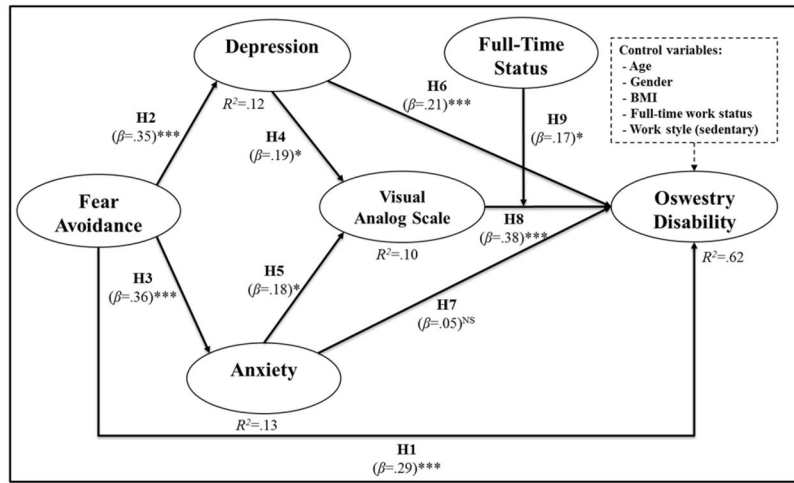 Depression
R²=.12
Full-Time
Status
Control variables:
- Age
- Gender
- BMI
- Full-time work status
- Work style (sedentary)
H2
(β=.35)***
H4
(β=.19)*
H6
(β=.21)***
H9
(β=.17)*
Fear
Avoidance
Visual
Analog Scale
R²=.10
H8
(β=.38)***
Oswestry
Disability
R²=.62
H3
(β=.36)***
H5
(β=.18)*
H7
(β=.05)ᴺˢ
Anxiety
R²=.13
H1
(β=.29)***